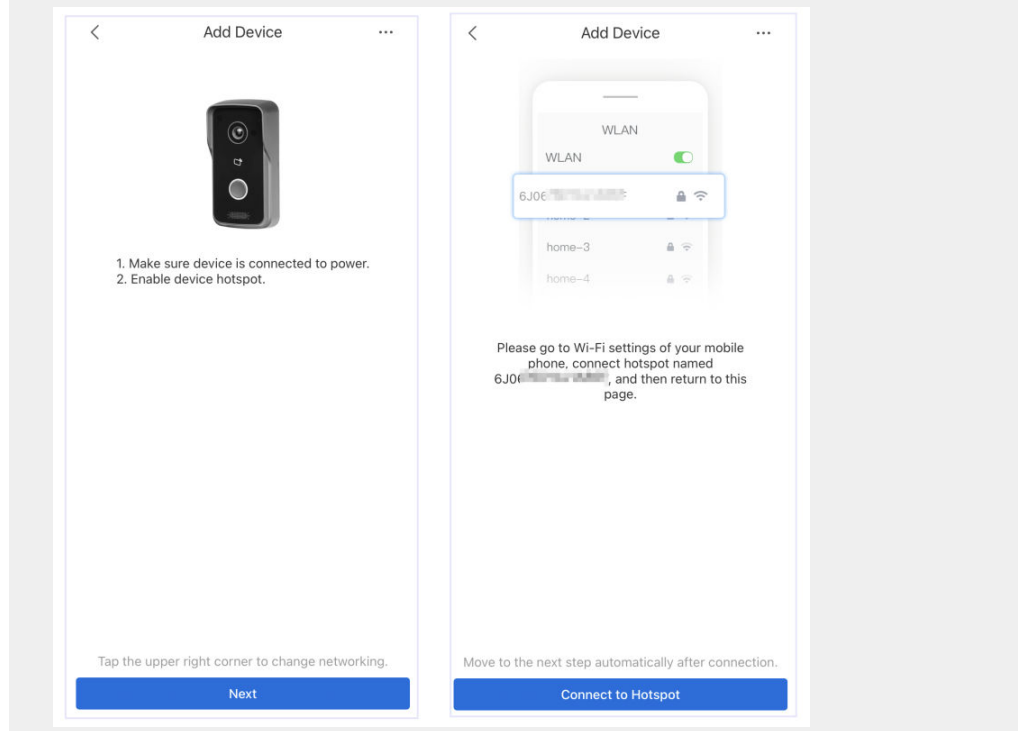 Add Device
...
1. Make sure device is connected to power.
2. Enable device hotspot.
Tap the upper right corner to change networking.
Next
Add Device
...
WLAN
WLAN
home-3
home-4
Please go to Wi-Fi settings of your mobile
phone, connect hotspot named
, and then return to this
page.
Move to the next step automatically after connection.
Connect to Hotspot